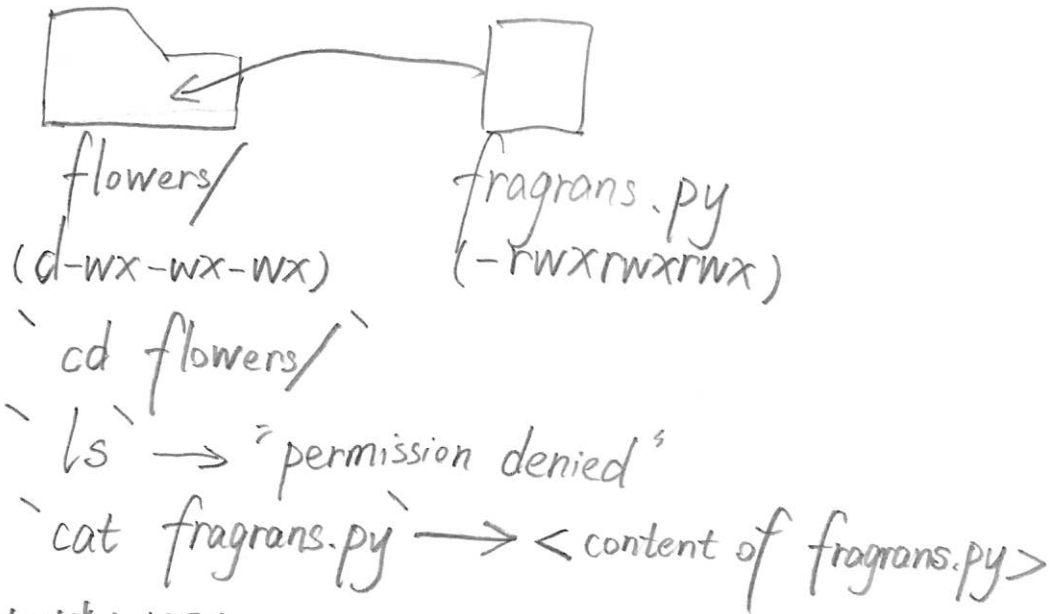 flowers/ fragrans.py
(d-wx-wx-wx) (-rwxrwxrwx)
`cd flowers/`
`ls` → "permission denied"
`cat fragrans.py` → <content of fragrans.py>